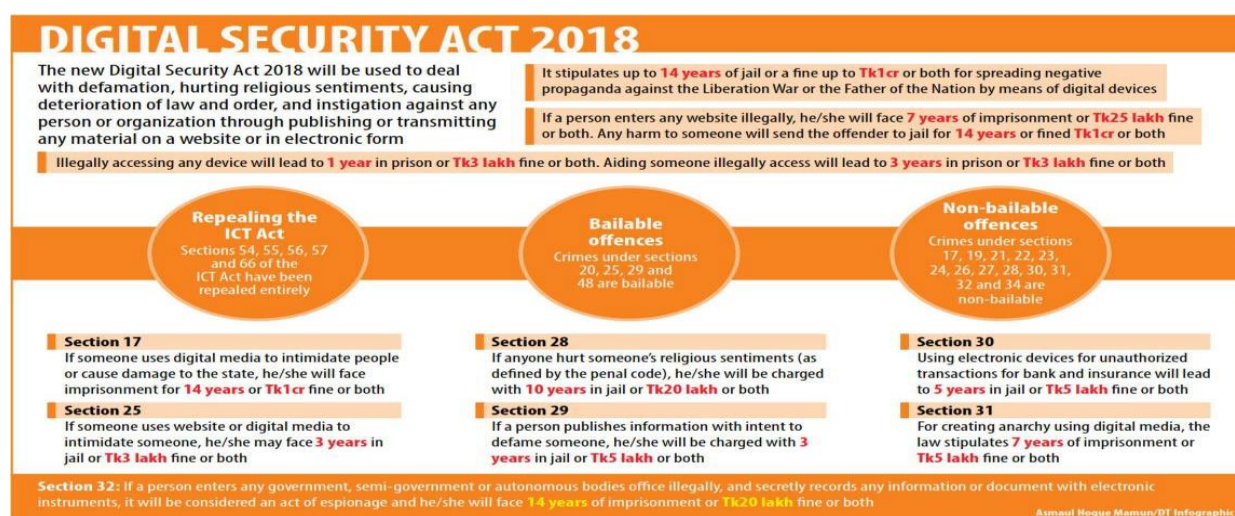 DIGITAL SECURITY ACT 2018
The new Digital Security Act 2018 will be used to deal
with defamation, hurting religious sentiments, causing
deterioration of law and order, and instigation against any
person or organization through publishing or transmitting
any material on a website or in electronic form
It stipulates up to 14 years of jail or a fine up to Tk1cr or both for spreading negative
propaganda against the Liberation War or the Father of the Nation by means of digital devices
If a person enters any website illegally, he/she will face 7 years of imprisonment or Tk25 lakh fine
or both. Any harm to someone will send the offender to jail for 14 years or fined Tk1cr or both
Illegally accessing any device will lead to 1 year in prison or Tk3 lakh fine or both. Aiding someone illegally access will lead to 3 years in prison or Tk3 lakh fine or both
Repealing the
ICT Act
Sections 54, 55, 56, 57
and 66 of the
ICT Act have been
repealed entirely
Bailable
offences
Crimes under sections
20, 25, 29 and
48 are bailable
Non-bailable
offences
Crimes under sections
17, 19, 21, 22, 23,
24, 26, 27, 28, 30, 31,
32 and 34 are
non-bailable
Section 17
If someone uses digital media to intimidate people
or cause damage to the state, he/she will face
imprisonment for 14 years or Tk1cr fine or both
Section 25
If someone uses website or digital media to
intimidate someone, he/she may face 3 years in
jail or Tk3 lakh fine or both
Section 28
If anyone hurt someone's religious sentiments (as
defined by the penal code), he/she will be charged
with 10 years in jail or Tk20 lakh or both
Section 29
If a person publishes information with intent to
defame someone, he/she will be charged with 3
years in jail or Tk5 lakh or both
Section 30
Using electronic devices for unauthorized
transactions for bank and insurance will lead
to 5 years in jail or Tk5 lakh fine or both
Section 31
For creating anarchy using digital media, the
law stipulates 7 years of imprisonment or
Tk5 lakh fine or both
Section 32: If a person enters any government, semi-government or autonomous bodies office illegally, and secretly records any information or document with electronic
instruments, it will be considered an act of espionage and he/she will face 14 years of imprisonment or Tk20 lakh fine or both
Asmaul Hoque Mamun/DT Infographic